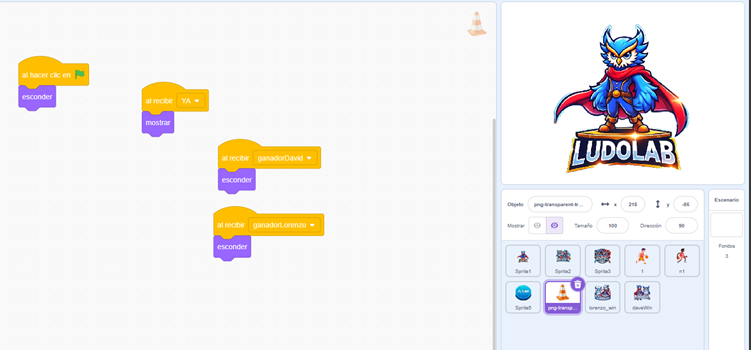 al hacer clic en
esconder
al recibir YA
mostrar
al recibir ganadorDavid
esconder
al recibir ganadorLorenzo
esconder
LUDOLAB
Objeto png-transparent-tr... x 215 y -85
Mostrar Tamaño 100 Dirección 90
Sprite1 Sprite2 Sprite3 1 n1
Sprite5 png-transp... lorenzo_win daveWin
Escenario
Fondos
3